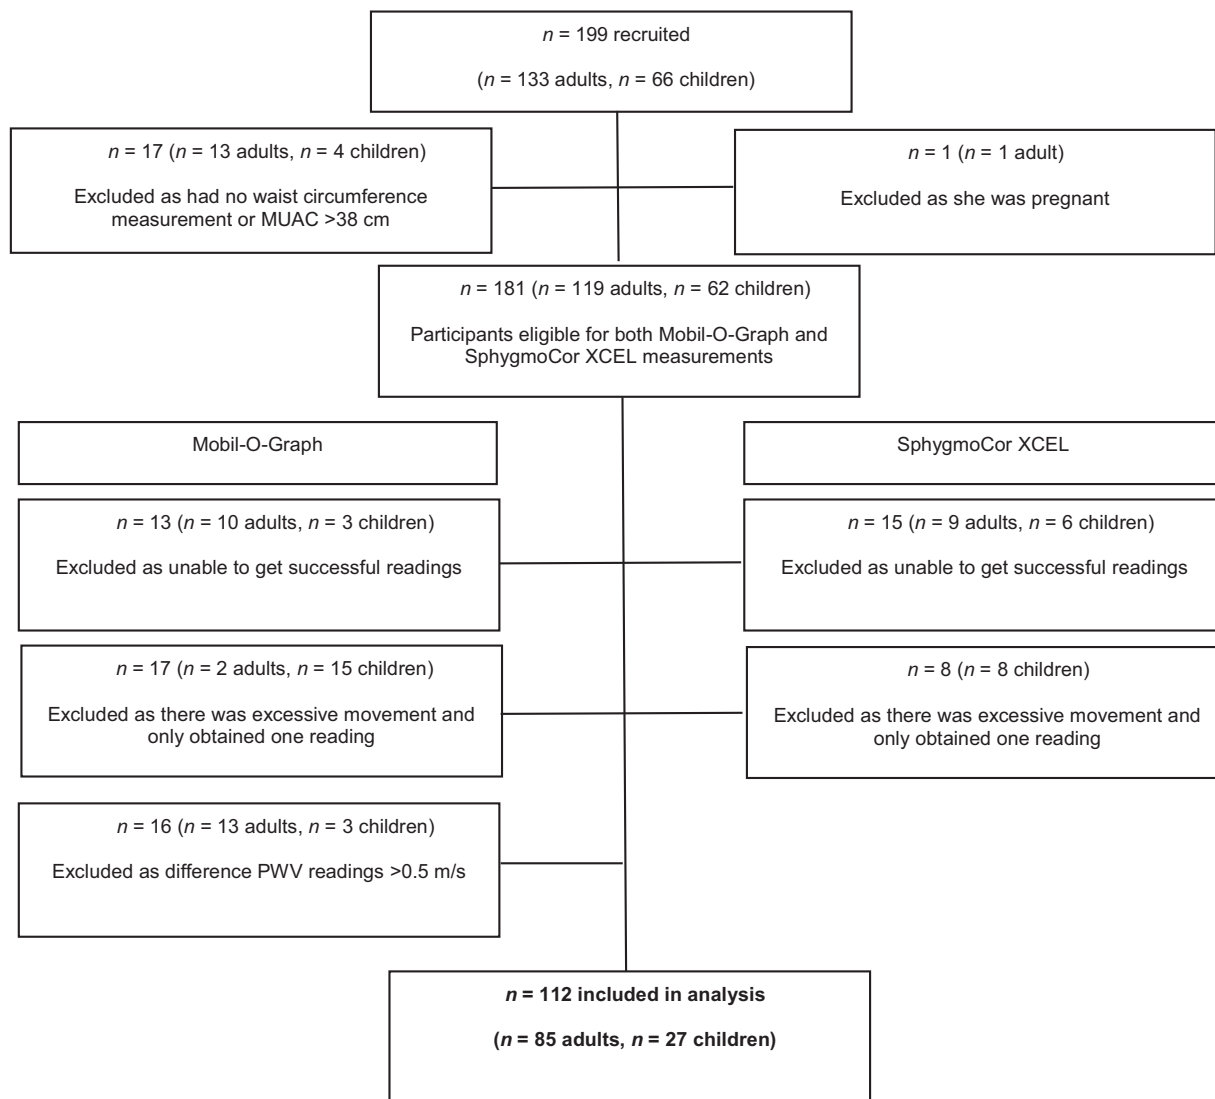 n = 199 recruited
(n = 133 adults, n = 66 children)
n = 17 (n = 13 adults, n = 4 children)
Excluded as had no waist circumference
measurement or MUAC >38 cm
n = 1 (n = 1 adult)
Excluded as she was pregnant
n = 181 (n = 119 adults, n = 62 children)
Participants eligible for both Mobil-O-Graph and
SphygmoCor XCEL measurements
Mobil-O-Graph
SphygmoCor XCEL
n = 13 (n = 10 adults, n = 3 children)
Excluded as unable to get successful readings
n = 15 (n = 9 adults, n = 6 children)
Excluded as unable to get successful readings
n = 17 (n = 2 adults, n = 15 children)
Excluded as there was excessive movement and
only obtained one reading
n = 8 (n = 8 children)
Excluded as there was excessive movement and
only obtained one reading
n = 16 (n = 13 adults, n = 3 children)
Excluded as difference PWV readings >0.5 m/s
n = 112 included in analysis
(n = 85 adults, n = 27 children)